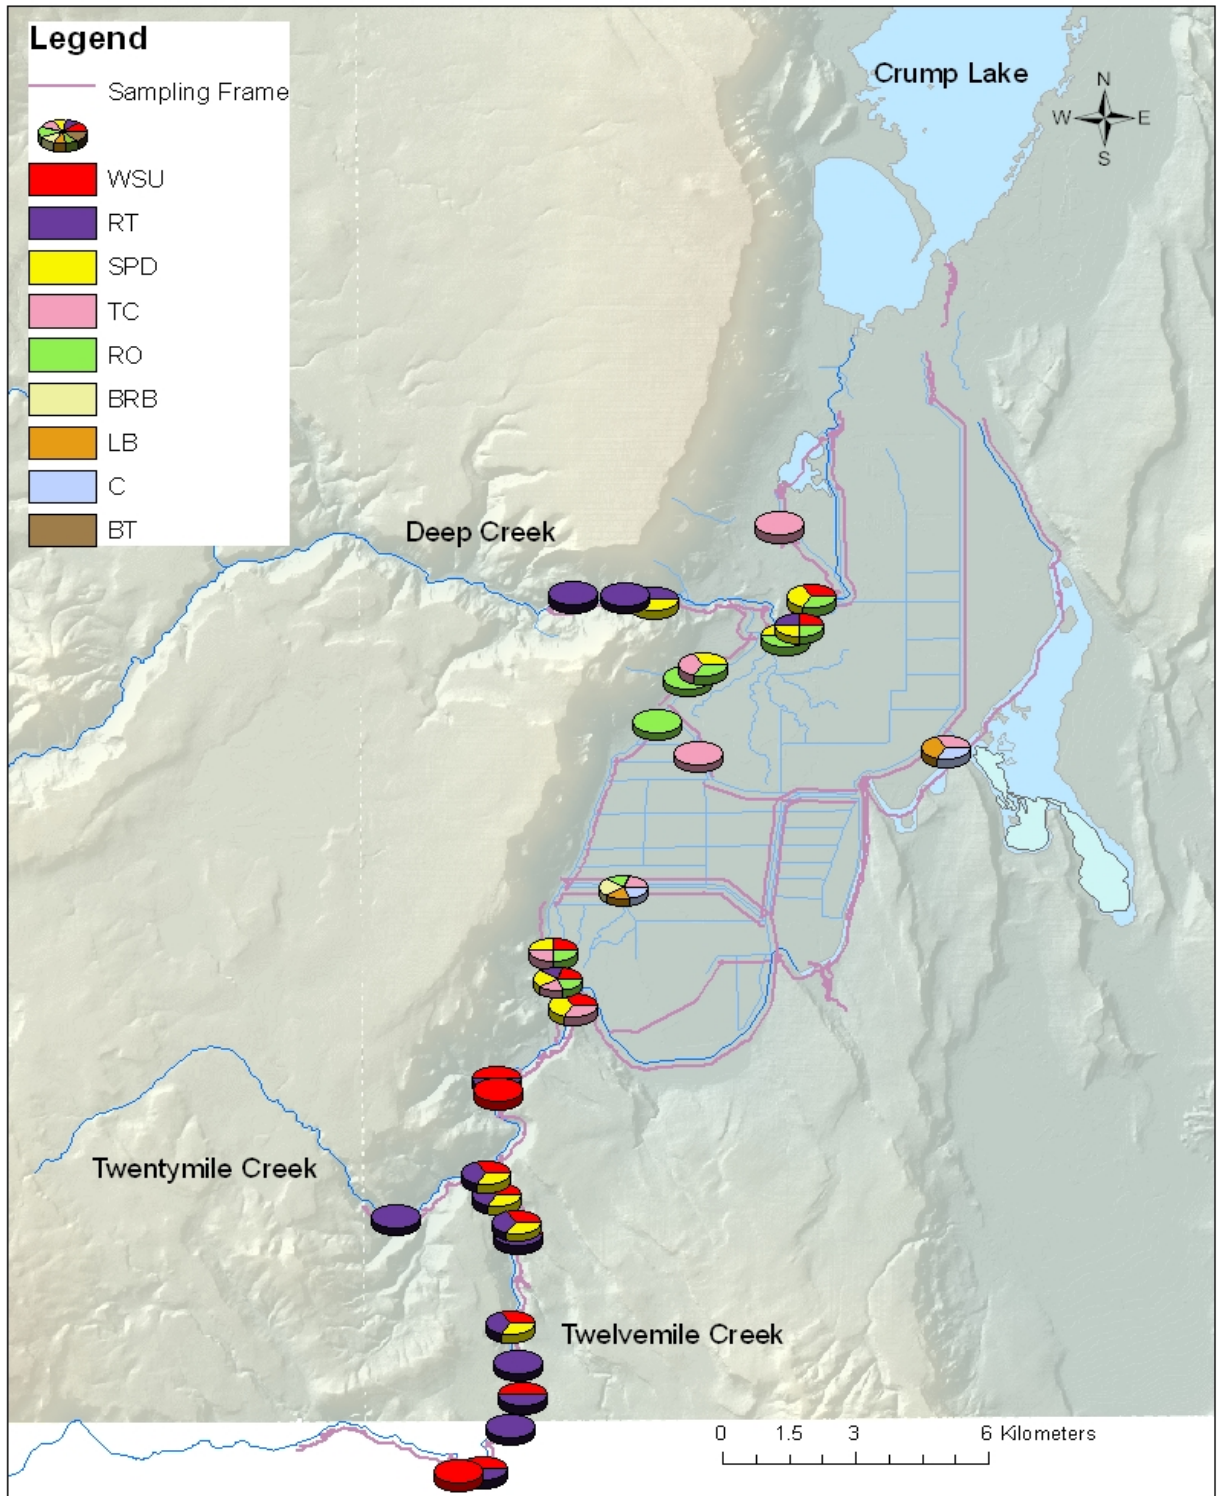 Legend
Sampling Frame
WSU
RT
SPD
TC
RO
BRB
LB
C
BT
Crump Lake
N
W E
S
Deep Creek
Twentymile Creek
Twelvemile Creek
0 1.5 3 6 Kilometers